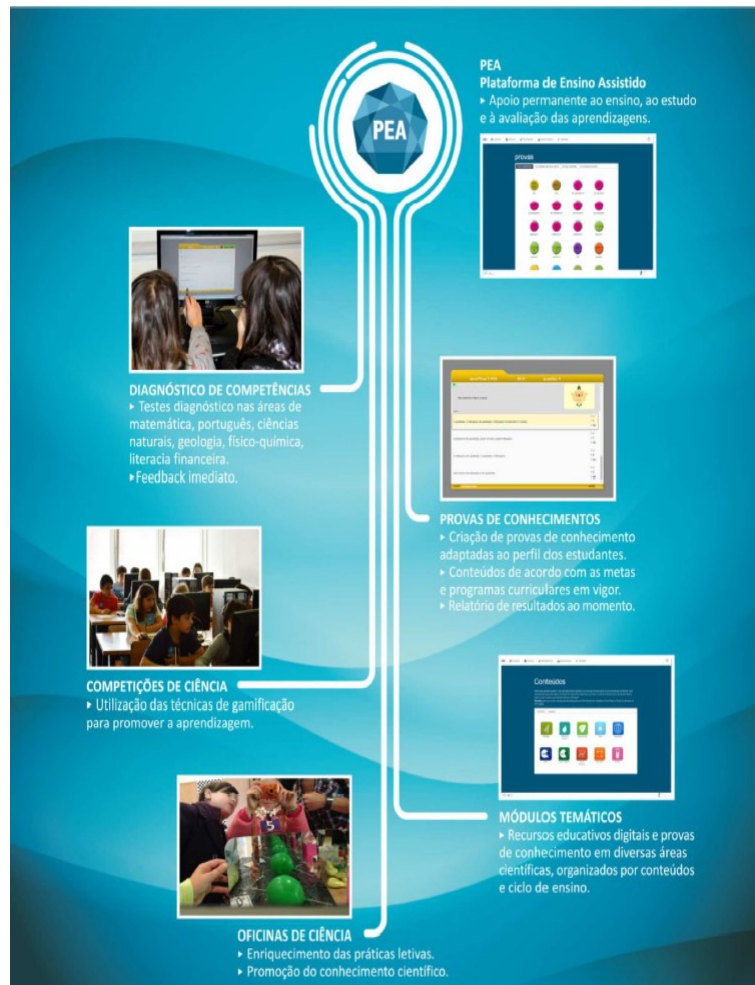 PEA
PEA
Plataforma de Ensino Assistido
▸ Apoio permanente ao ensino, ao estudo
e à avaliação das aprendizagens.
provas
DIAGNÓSTICO DE COMPETÊNCIAS
▸ Testes diagnóstico nas áreas de
matemática, português, ciências
naturais, geologia, físico-química,
literacia financeira.
▸Feedback imediato.
PROVAS DE CONHECIMENTOS
▸ Criação de provas de conhecimento
adaptadas ao perfil dos estudantes.
▸ Conteúdos de acordo com as metas
e programas curriculares em vigor.
▸ Relatório de resultados ao momento.
COMPETIÇÕES DE CIÊNCIA
▸ Utilização das técnicas de gamificação
para promover a aprendizagem.
Conteúdos
MÓDULOS TEMÁTICOS
▸ Recursos educativos digitais e provas
de conhecimento em diversas áreas
científicas, organizados por conteúdos
e ciclo de ensino.
5
OFICINAS DE CIÊNCIA
▸ Enriquecimento das práticas letivas.
▸ Promoção do conhecimento científico.